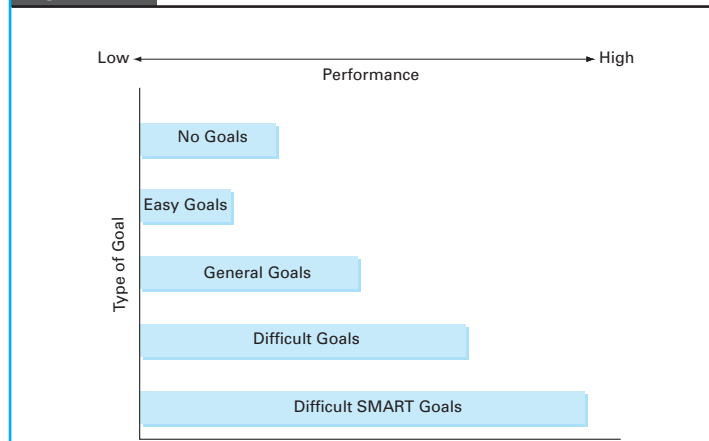 Low
High
Performance
Type of Goal
No Goals
Easy Goals
General Goals
Difficult Goals
Difficult SMART Goals